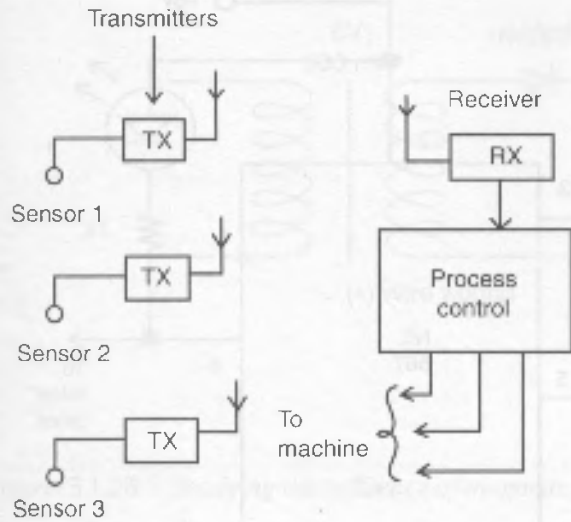 Transmitters
TX
Sensor 1
TX
Sensor 2
TX
Sensor 3
Receiver
RX
Process
control
To
machine